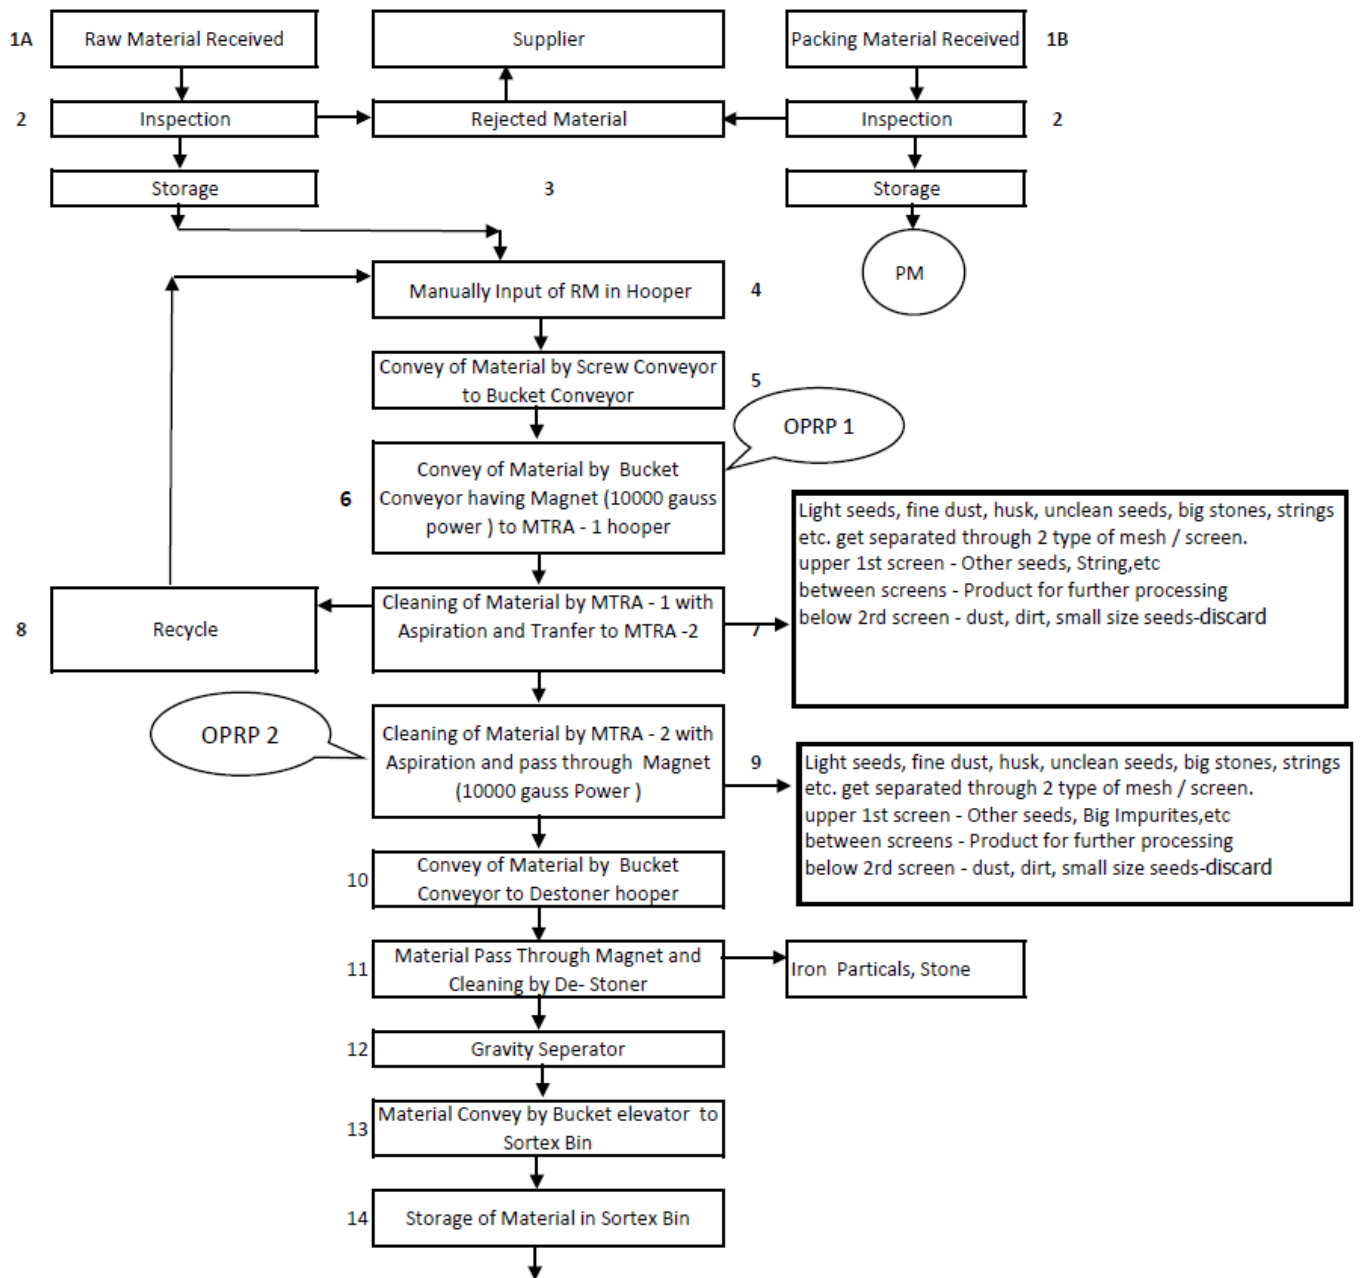 1A
Raw Material Received
Supplier
Packing Material Received
1B
2
Inspection
Rejected Material
Inspection
2
Storage
3
Storage
PM
Manually Input of RM in Hooper
4
Convey of Material by Screw Conveyor
to Bucket Conveyor
5
OPRP 1
6
Convey of Material by Bucket
Conveyor having Magnet (10000 gauss
power ) to MTRA - 1 hooper
Light seeds, fine dust, husk, unclean seeds, big stones, strings
etc. get separated through 2 type of mesh / screen.
upper 1st screen - Other seeds, String,etc
between screens - Product for further processing
below 2rd screen - dust, dirt, small size seeds-discard
8
Recycle
Cleaning of Material by MTRA - 1 with
Aspiration and Tranfer to MTRA -2
7
OPRP 2
Cleaning of Material by MTRA - 2 with
Aspiration and pass through Magnet
(10000 gauss Power )
9
Light seeds, fine dust, husk, unclean seeds, big stones, strings
etc. get separated through 2 type of mesh / screen.
upper 1st screen - Other seeds, Big Impurites,etc
between screens - Product for further processing
below 2rd screen - dust, dirt, small size seeds-discard
10
Convey of Material by Bucket
Conveyor to Destoner hooper
11
Material Pass Through Magnet and
Cleaning by De- Stoner
Iron Particals, Stone
12
Gravity Seperator
13
Material Convey by Bucket elevator to
Sortex Bin
14
Storage of Material in Sortex Bin